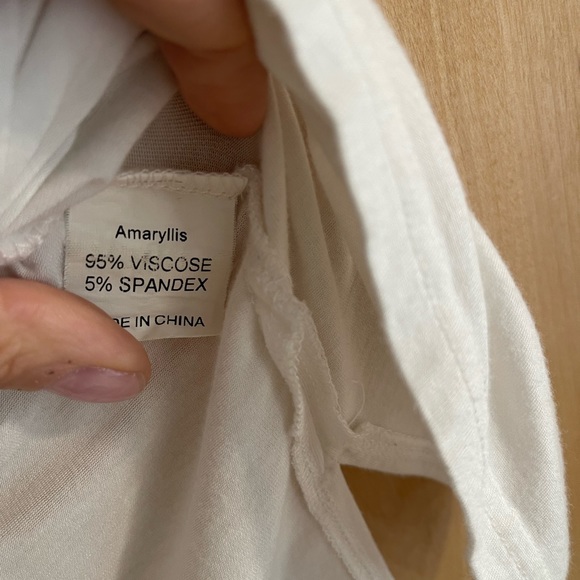 Amaryllis
95% VISCOSE
5% SPANDEX
DE IN CHINA